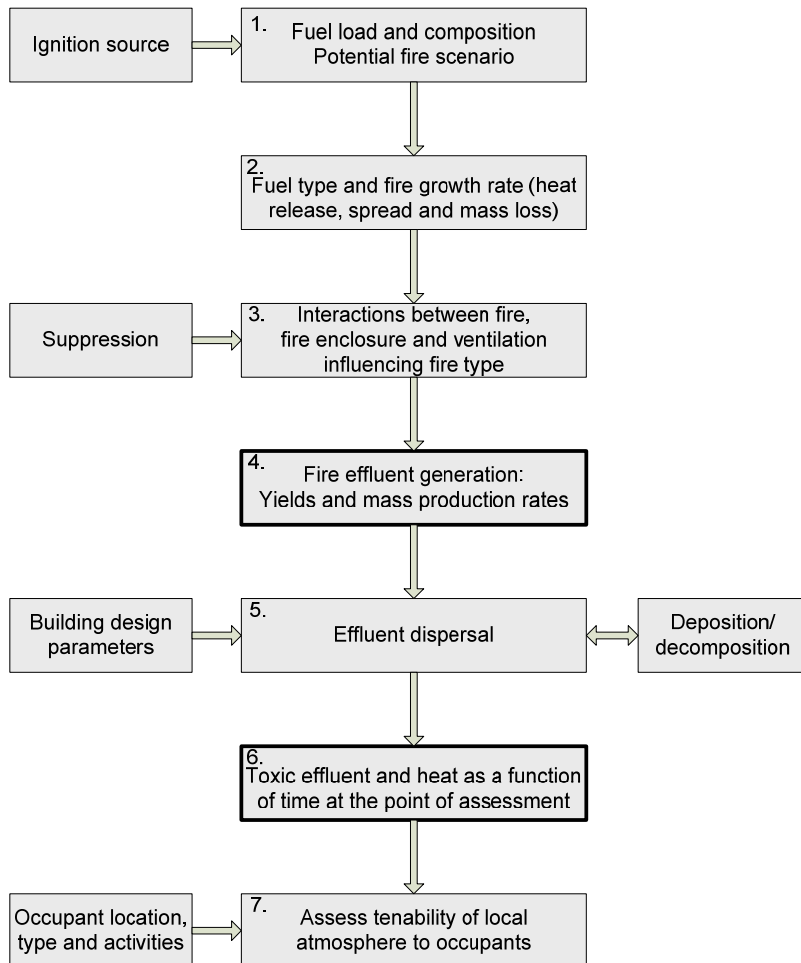 Ignition source
1.
Fuel load and composition
Potential fire scenario
2.
Fuel type and fire growth rate (heat
release, spread and mass loss)
Suppression
3.
Interactions between fire,
fire enclosure and ventilation
influencing fire type
4.
Fire effluent generation:
Yields and mass production rates
Building design
parameters
5.
Effluent dispersal
Deposition/
decomposition
6.
Toxic effluent and heat as a function
of time at the point of assessment
Occupant location,
type and activities
7.
Assess tenability of local
atmosphere to occupants